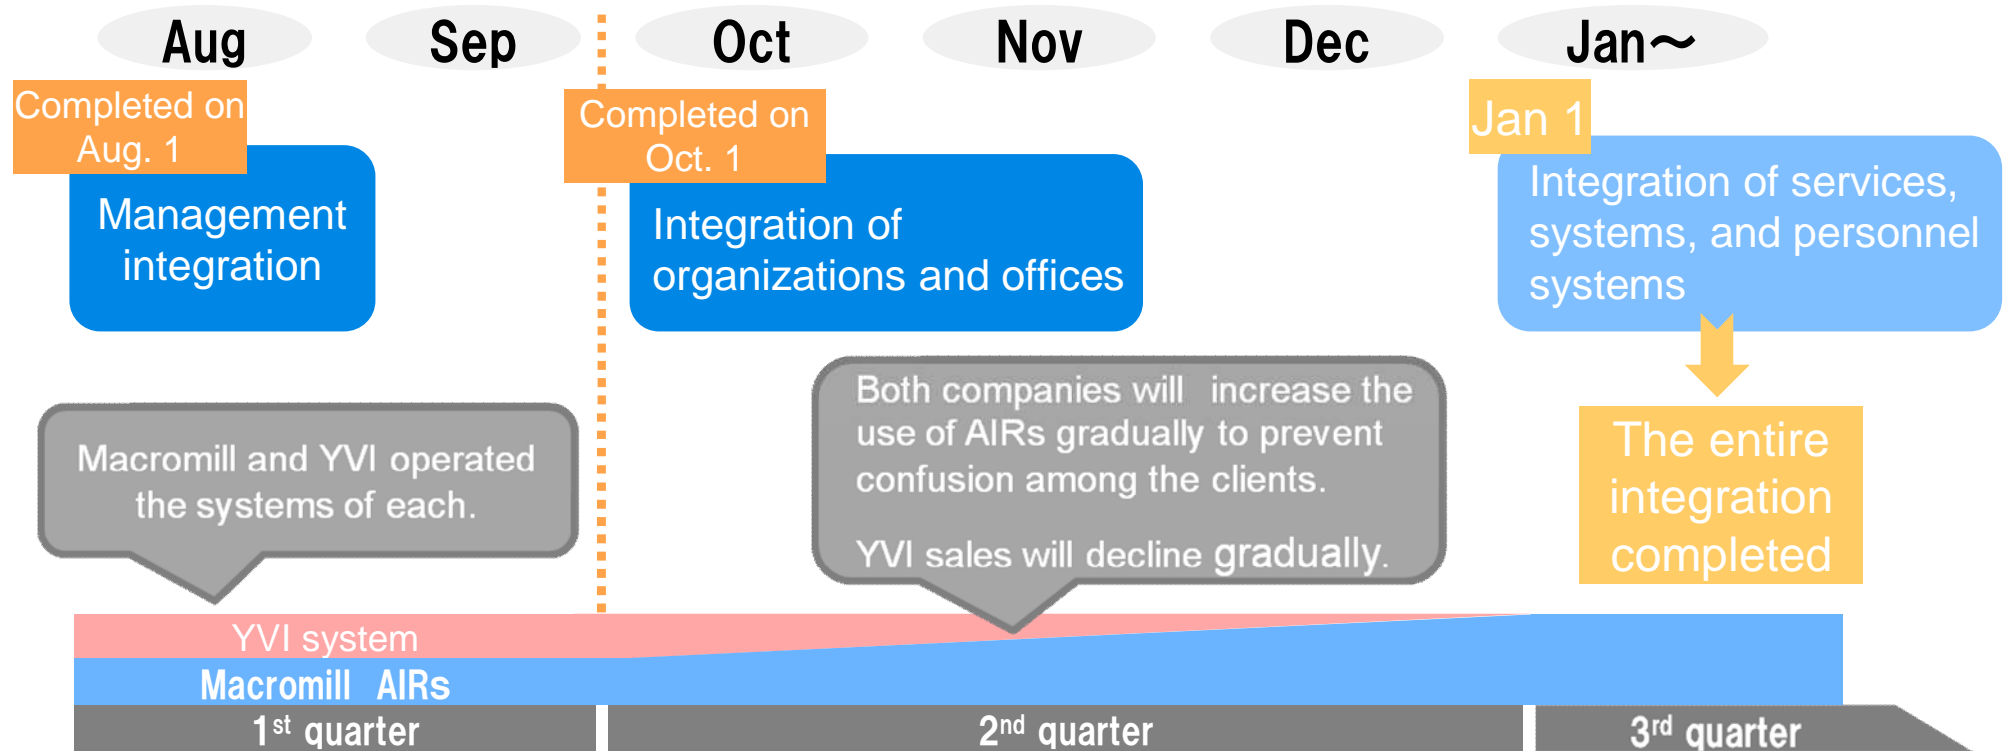 Aug
Sep
Oct
Nov
Dec
Jan～
Completed on
Aug. 1
Management
integration
Completed on
Oct. 1
Integration of
organizations and offices
Jan 1
Integration of services,
systems, and personnel
systems
Macromill and YVI operated
the systems of each.
Both companies will increase the
use of AIRs gradually to prevent
confusion among the clients.
YVI sales will decline gradually.
The entire
integration
completed
YVI system
Macromill AIRs
1st quarter
2nd quarter
3rd quarter